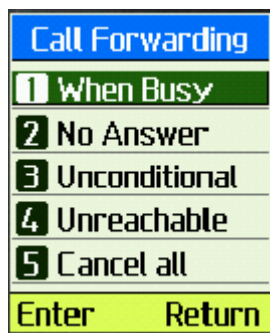 Call Forwarding
1 When Busy
2 No Answer
3 Unconditional
4 Unreachable
5 Cancel all
Enter Return